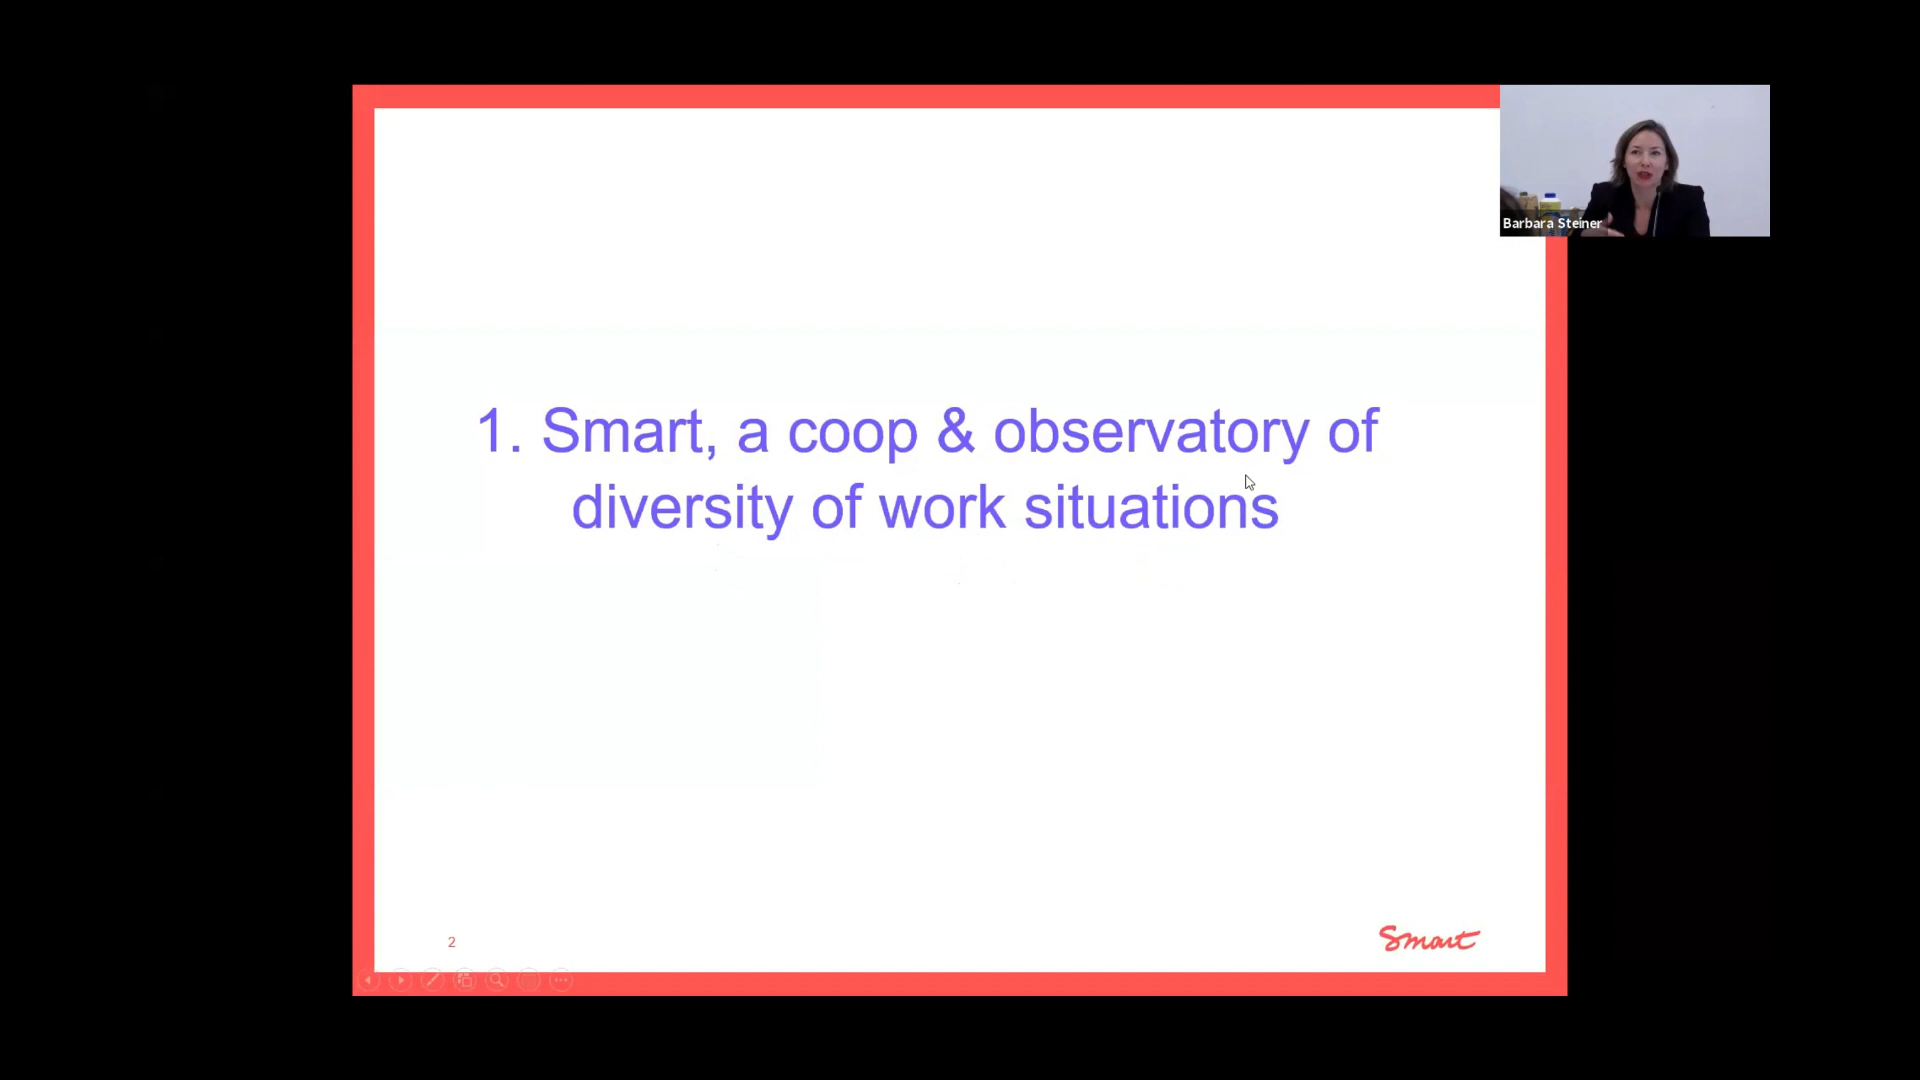 Barbara Steiner
1. Smart, a coop & observatory of
diversity of work situations
2
Smart